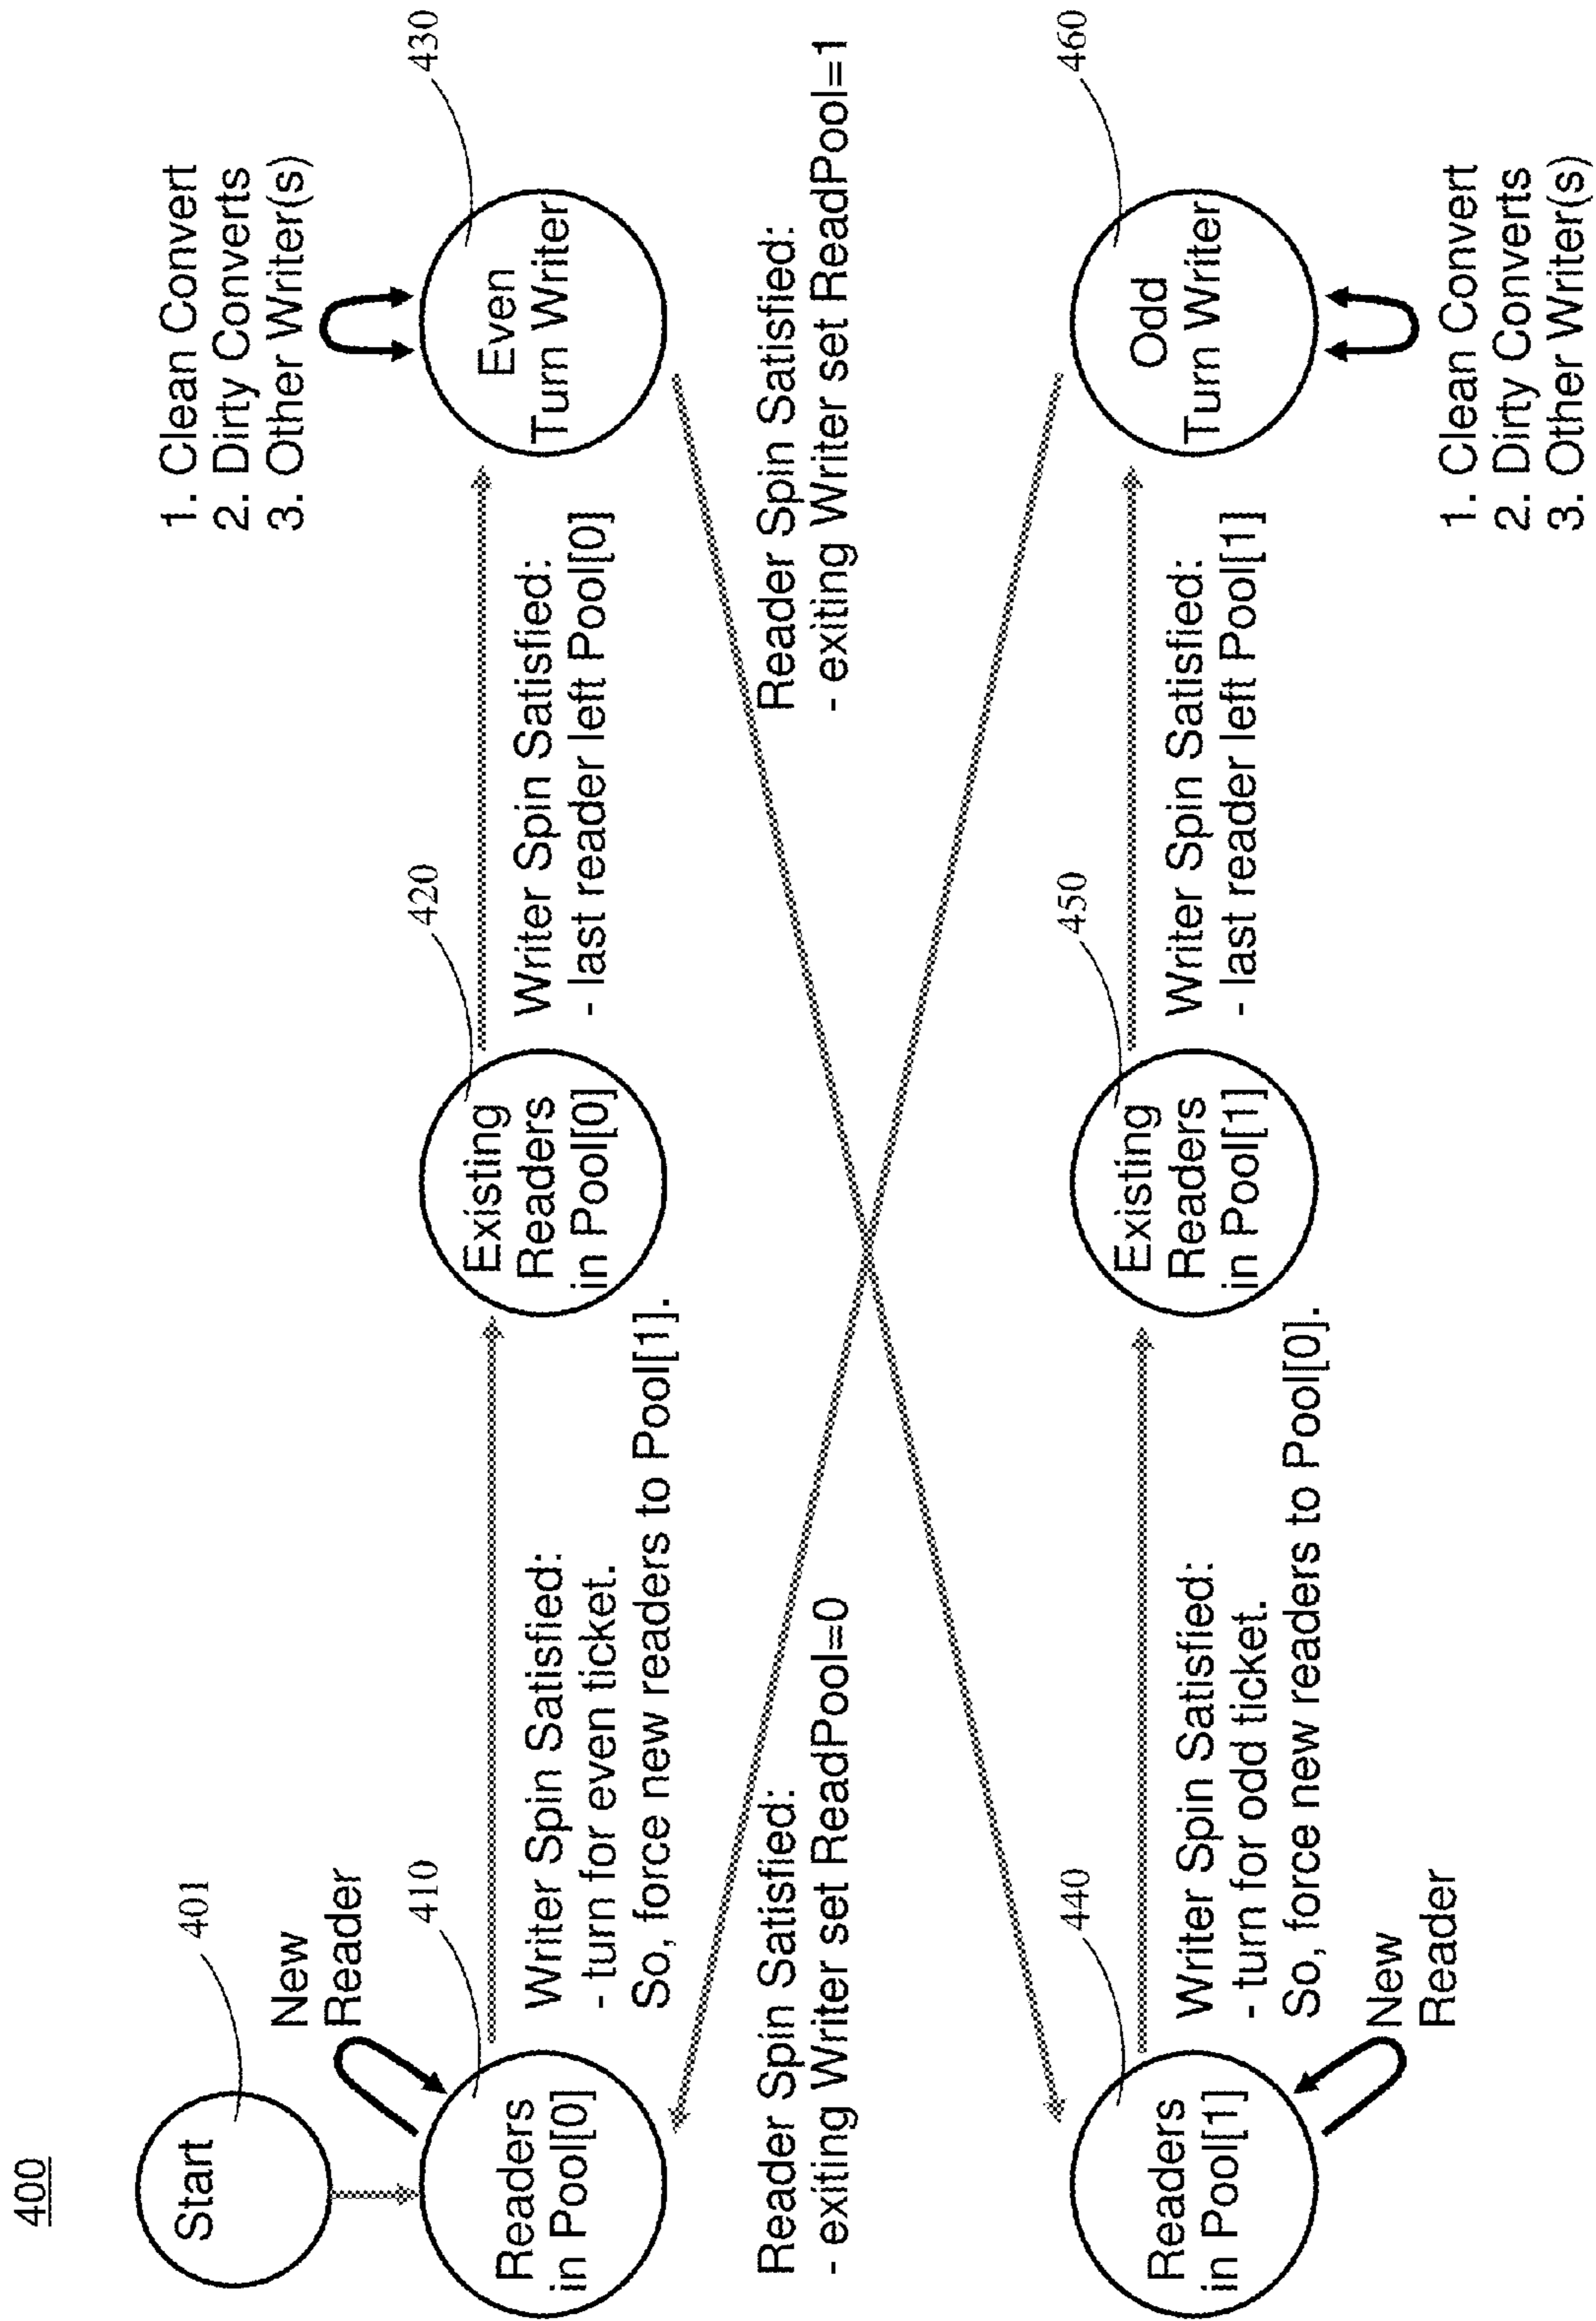 400
Start
401
New
Reader
410
Readers
in Pool[0]
Writer Spin Satisfied:
- turn for even ticket.
So, force new readers to Pool[1].
420
Existing
Readers
in Pool[0]
Writer Spin Satisfied:
- last reader left Pool[0]
1. Clean Convert
2. Dirty Converts
3. Other Writer(s)
430
Even
Turn Writer
Reader Spin Satisfied:
- exiting Writer set ReadPool=0
Reader Spin Satisfied:
- exiting Writer set ReadPool=1
440
Readers
in Pool[1]
New
Reader
Writer Spin Satisfied:
- turn for odd ticket.
So, force new readers to Pool[0].
450
Existing
Readers
in Pool[1]
Writer Spin Satisfied:
- last reader left Pool[1]
460
Odd
Turn Writer
1. Clean Convert
2. Dirty Converts
3. Other Writer(s)